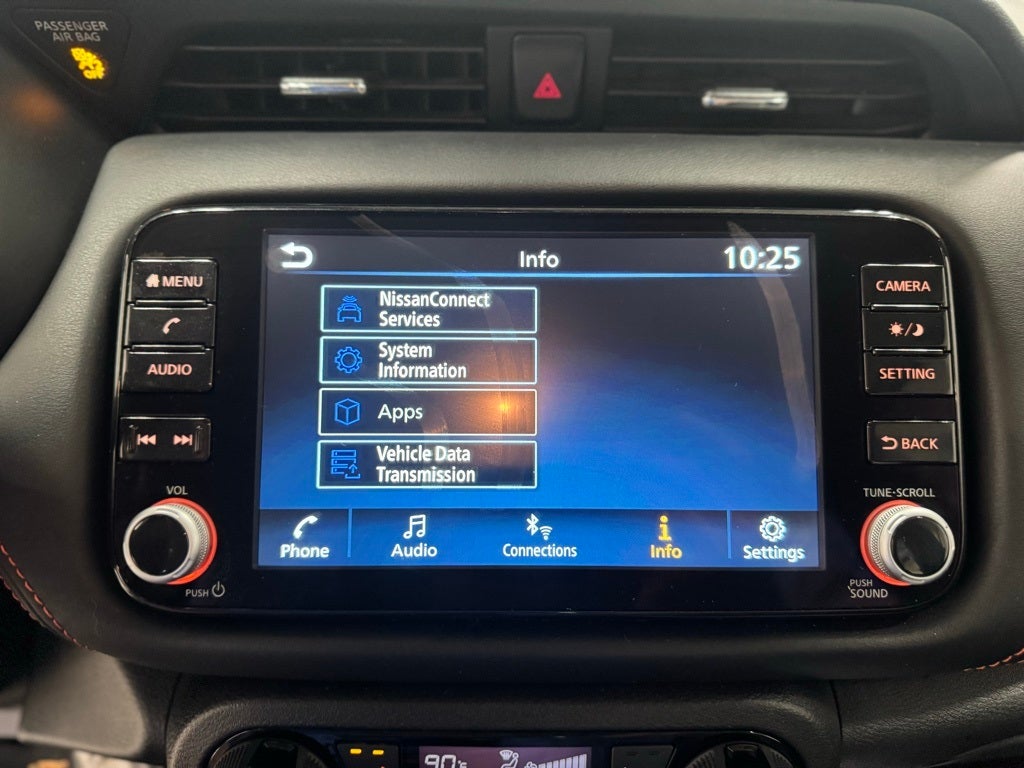 PASSENGER
AIR BAG
OFF
Info
10:25
MENU
AUDIO
VOL
PUSH
NissanConnect
Services
System
Information
Apps
Vehicle Data
Transmission
Phone
Audio
Connections
Info
Settings
CAMERA
SETTING
BACK
TUNE·SCROLL
PUSH
SOUND
90°F